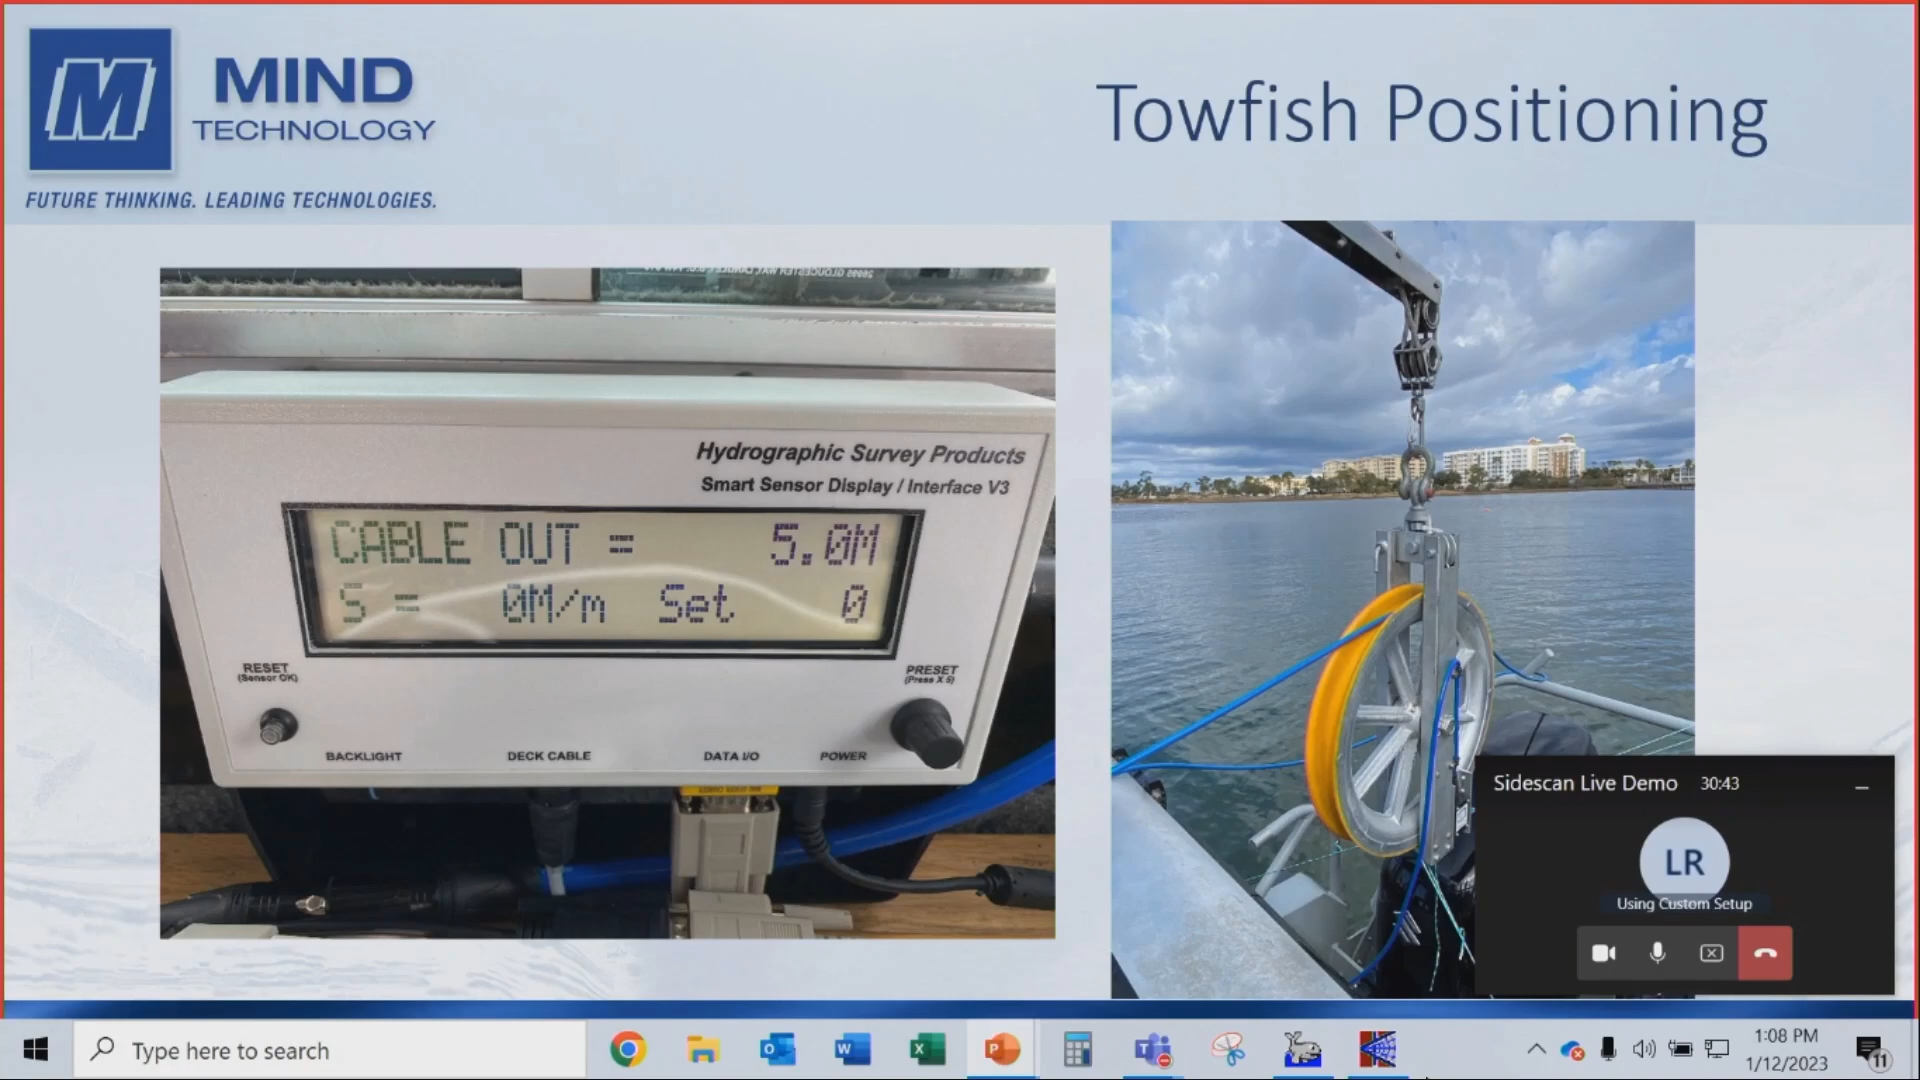 MIND
TECHNOLOGY
FUTURE THINKING. LEADING TECHNOLOGIES.
Towfish Positioning
Hydrographic Survey Products
Smart Sensor Display / Interface V3
CABLE OUT = 5.0M
S = 0M/m Set 0
RESET
(Sensor OK)
PRESET
(Press X 5)
BACKLIGHT DECK CABLE DATA I/O POWER
Sidescan Live Demo 30:43
LR
Using Custom Setup
Type here to search
1:08 PM
1/12/2023
11